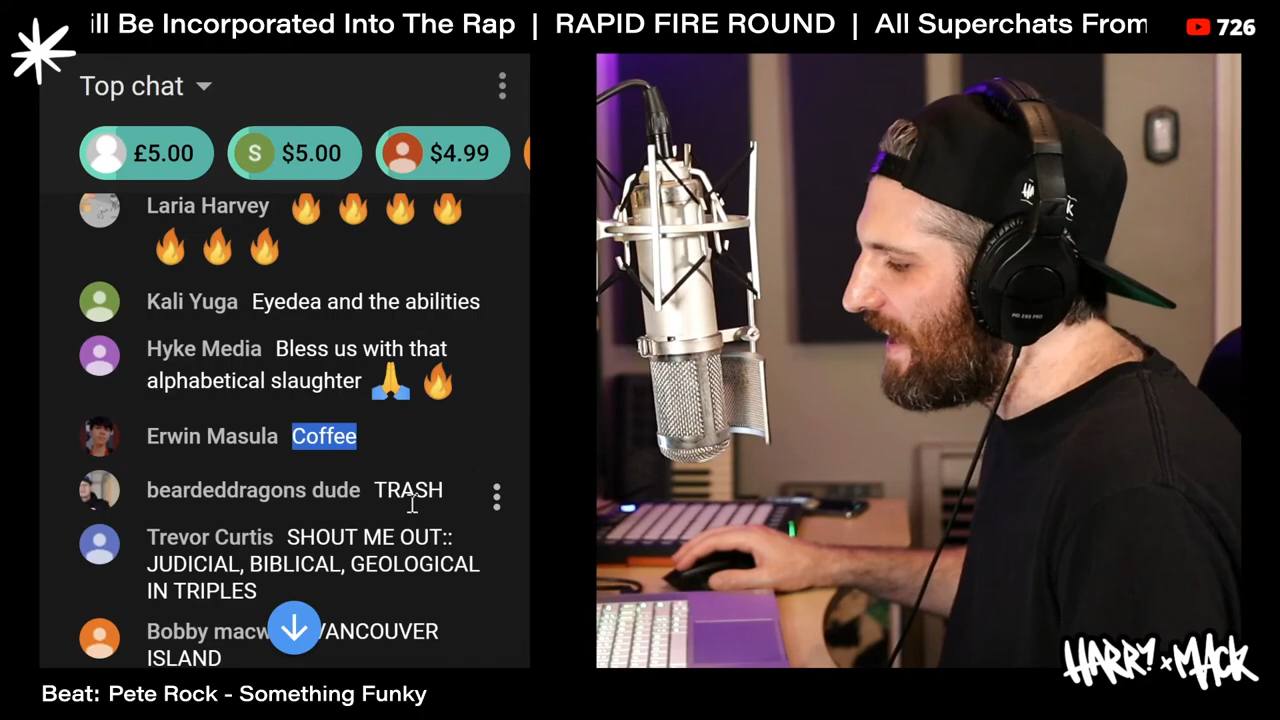 ill Be Incorporated Into The Rap | RAPID FIRE ROUND | All Superchats From
726
Top chat
£5.00
S $5.00
$4.99
Laria Harvey
Kali Yuga Eyedea and the abilities
Hyke Media Bless us with that
alphabetical slaughter
Erwin Masula Coffee
beardeddragons dude TRASH
Trevor Curtis SHOUT ME OUT::
JUDICIAL, BIBLICAL, GEOLOGICAL
IN TRIPLES
Bobby macw VANCOUVER
ISLAND
HARRY x MACK
Beat: Pete Rock - Something Funky